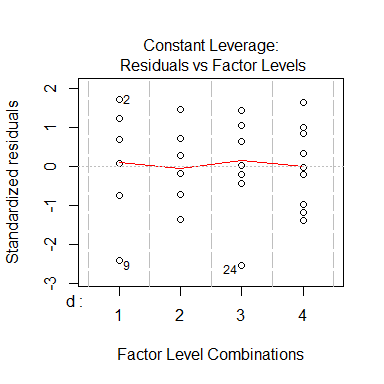 Constant Leverage:
Residuals vs Factor Levels
Standardized residuals
2
1
0
-1
-2
-3
2
9
24
d :
1 2 3 4
Factor Level Combinations